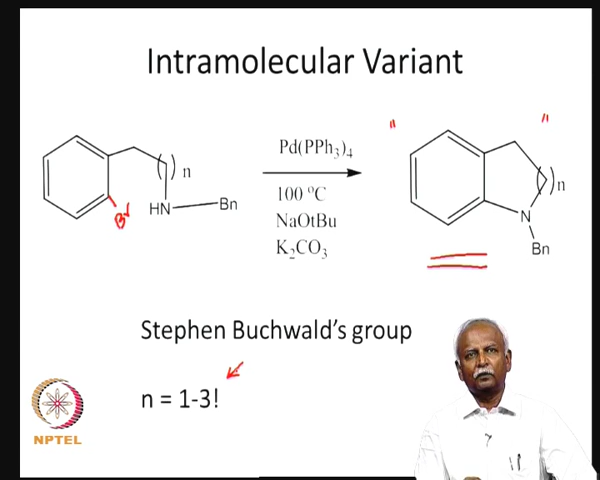 Intramolecular Variant
Pd(PPh3)4
n
n
Br
HN
Bn
100 °C
NaOtBu
K2CO3
N
Bn
Stephen Buchwald's group
n = 1-3!
NPTEL